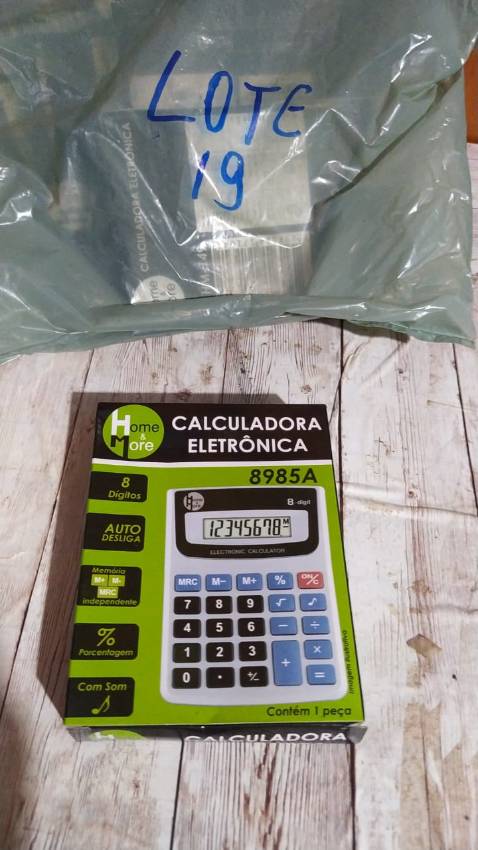 LOTE
19
CALCULADORA ELETRÔNICA
Home
& More
Home
& More
CALCULADORA
ELETRÔNICA
8985A
8
Dígitos
AUTO
DESLIGA
Memória
M+ M-
MRC
independente
%
Porcentagem
Com Som
8-digit
12345678 M
ELECTRONIC CALCULATOR
MRC M− M+ % ON/C
7 8 9 √ ♪
4 5 6 − ÷
1 2 3 + ×
0 • +/− =
Imagem ilustrativa
Contém 1 peça
CALCULADORA